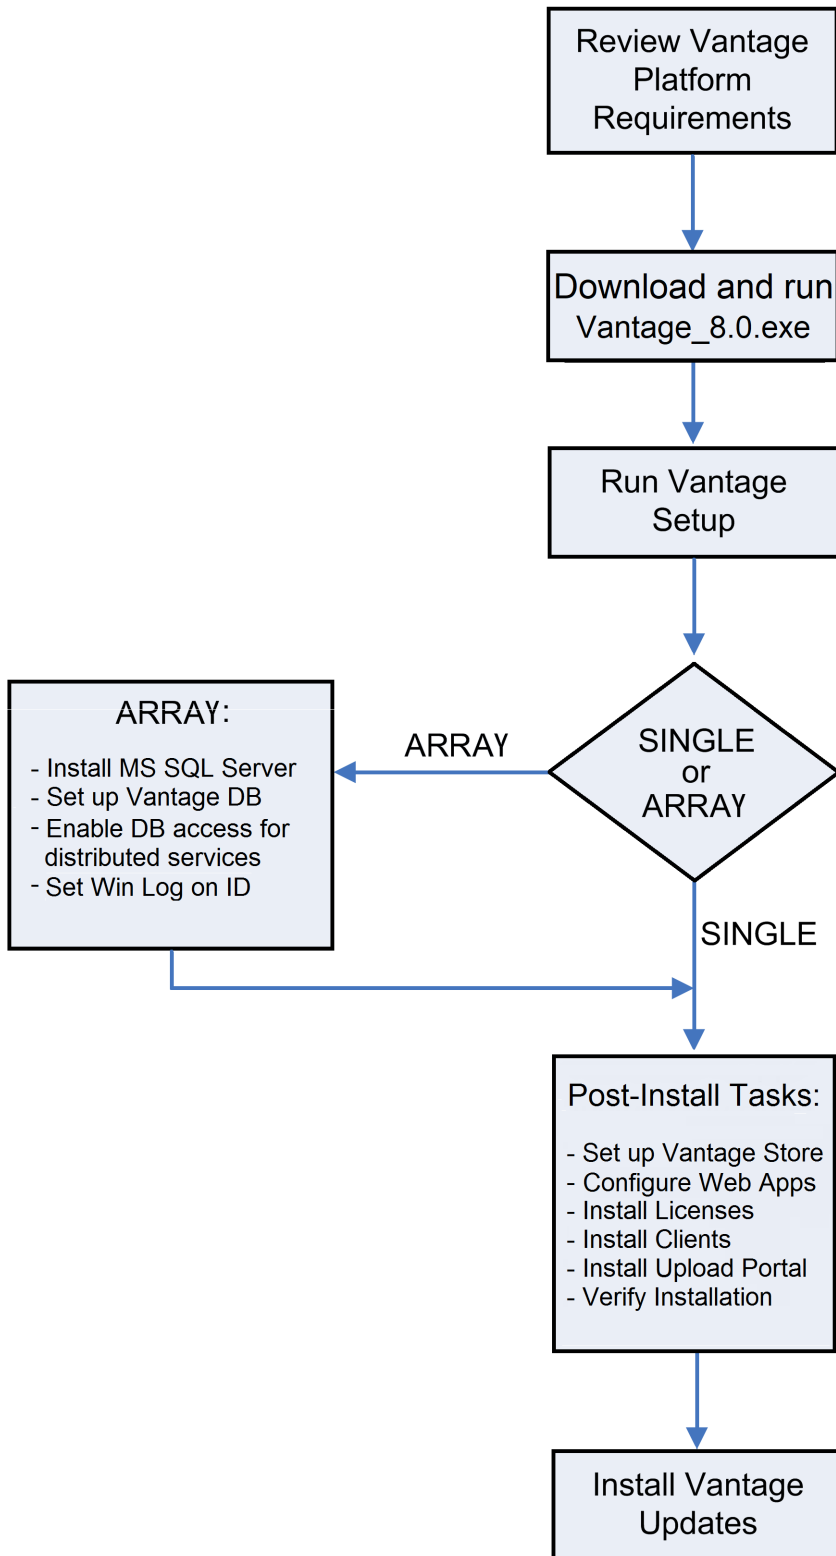 Review Vantage
Platform
Requirements
Download and run
Vantage_8.0.exe
Run Vantage
Setup
SINGLE
or
ARRAY
ARRAY
ARRAY:
- Install MS SQL Server
- Set up Vantage DB
- Enable DB access for
distributed services
- Set Win Log on ID
SINGLE
Post-Install Tasks:
- Set up Vantage Store
- Configure Web Apps
- Install Licenses
- Install Clients
- Install Upload Portal
- Verify Installation
Install Vantage
Updates